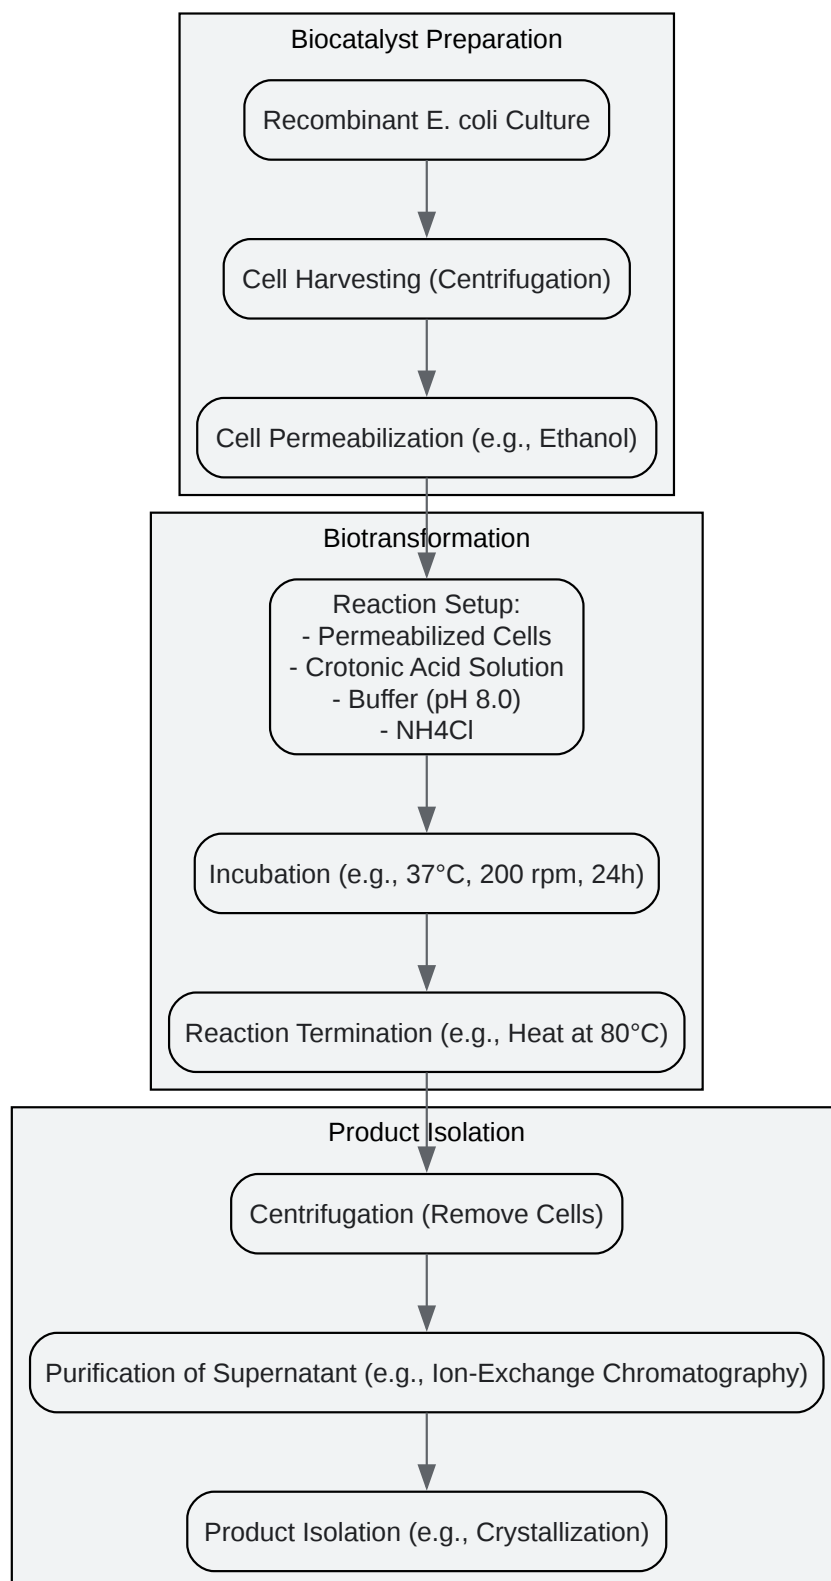 Biocatalyst Preparation
Recombinant E. coli Culture
Cell Harvesting (Centrifugation)
Cell Permeabilization (e.g., Ethanol)
Biotransformation
Reaction Setup:
- Permeabilized Cells
- Crotonic Acid Solution
- Buffer (pH 8.0)
- NH4Cl
Incubation (e.g., 37°C, 200 rpm, 24h)
Reaction Termination (e.g., Heat at 80°C)
Product Isolation
Centrifugation (Remove Cells)
Purification of Supernatant (e.g., Ion-Exchange Chromatography)
Product Isolation (e.g., Crystallization)